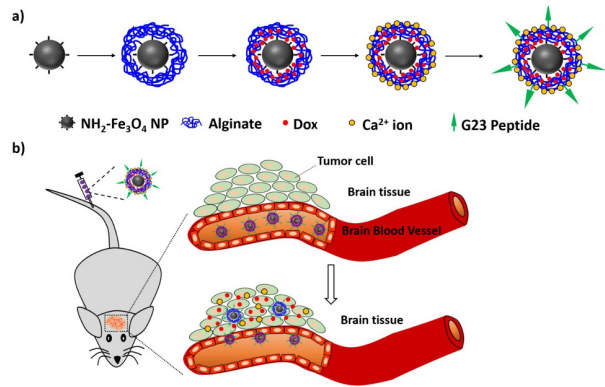 a)
NH₂-Fe₃O₄ NP Alginate Dox Ca²⁺ ion G23 Peptide
b)
Tumor cell
Brain tissue
Brain Blood Vessel
Brain tissue